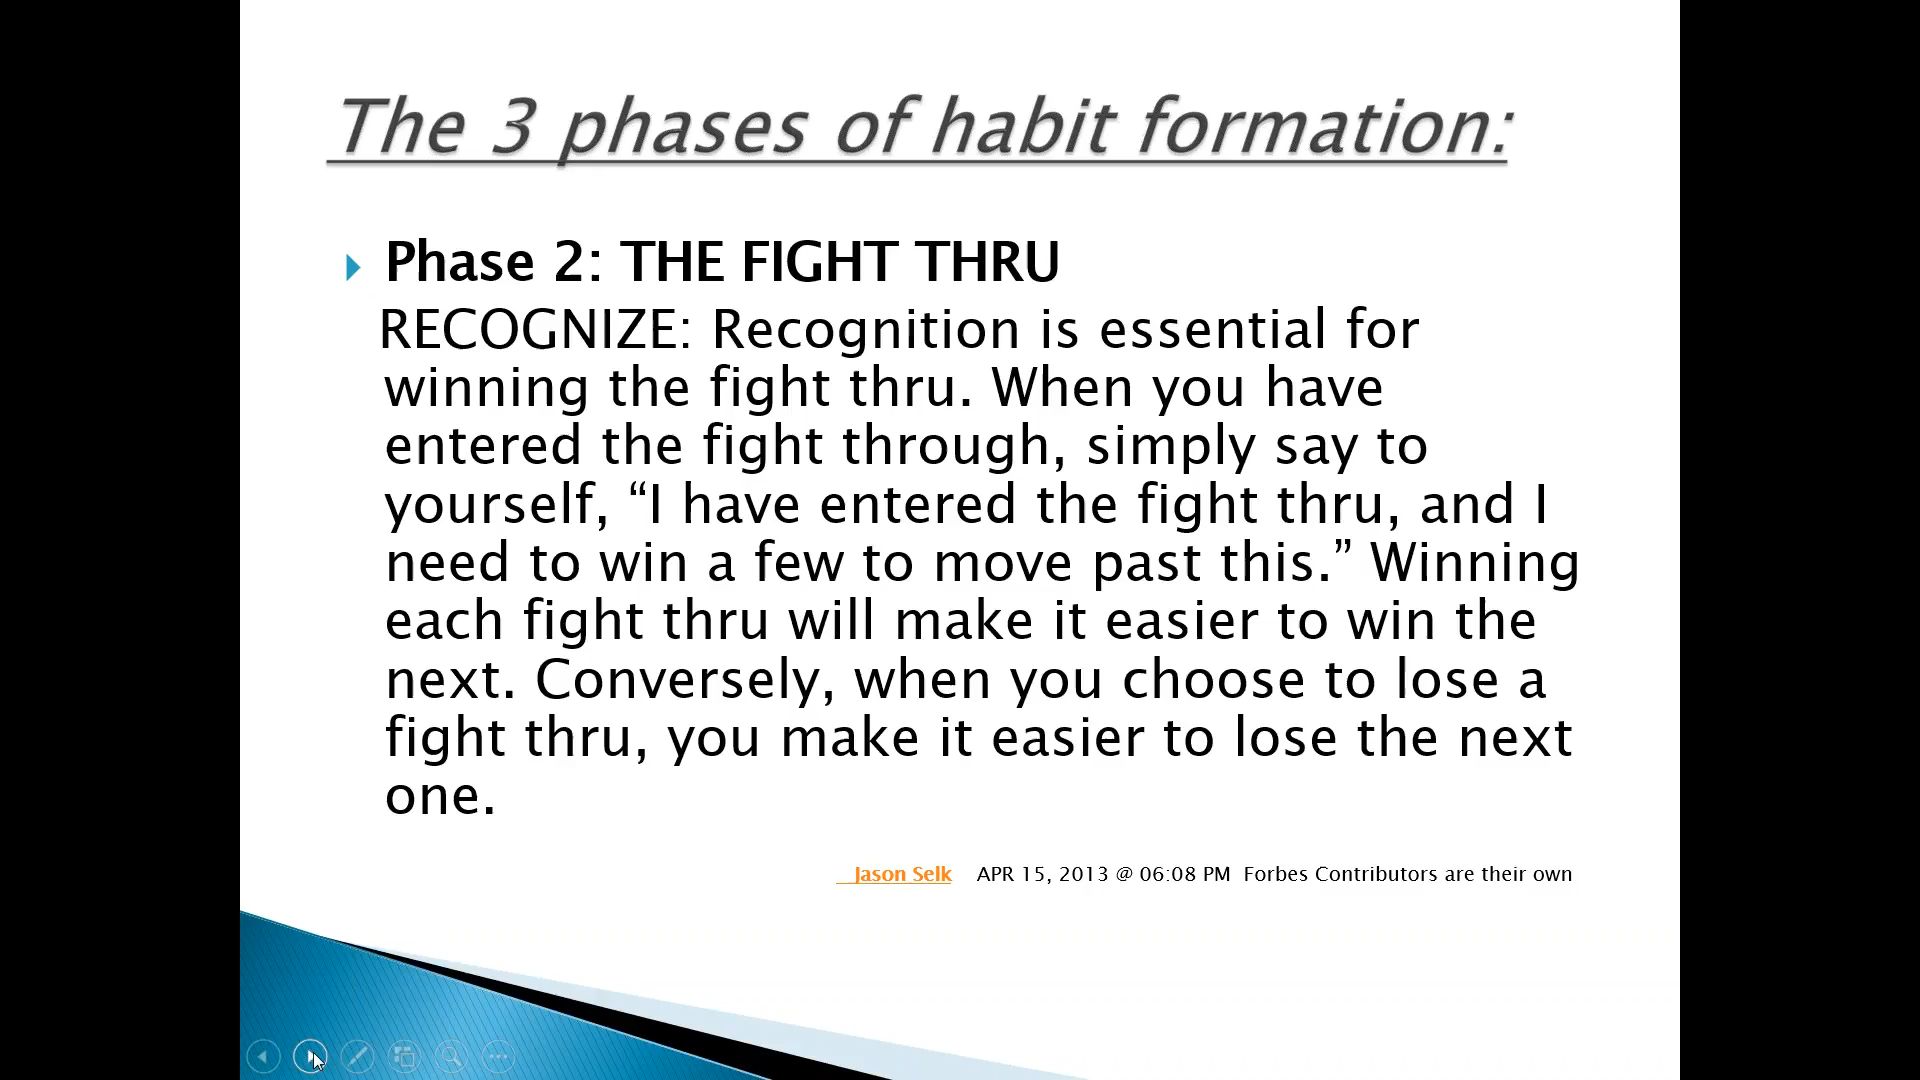 The 3 phases of habit formation:
Phase 2: THE FIGHT THRU
RECOGNIZE: Recognition is essential for
winning the fight thru. When you have
entered the fight through, simply say to
yourself, “I have entered the fight thru, and I
need to win a few to move past this.” Winning
each fight thru will make it easier to win the
next. Conversely, when you choose to lose a
fight thru, you make it easier to lose the next
one.
Jason Selk APR 15, 2013 @ 06:08 PM Forbes Contributors are their own